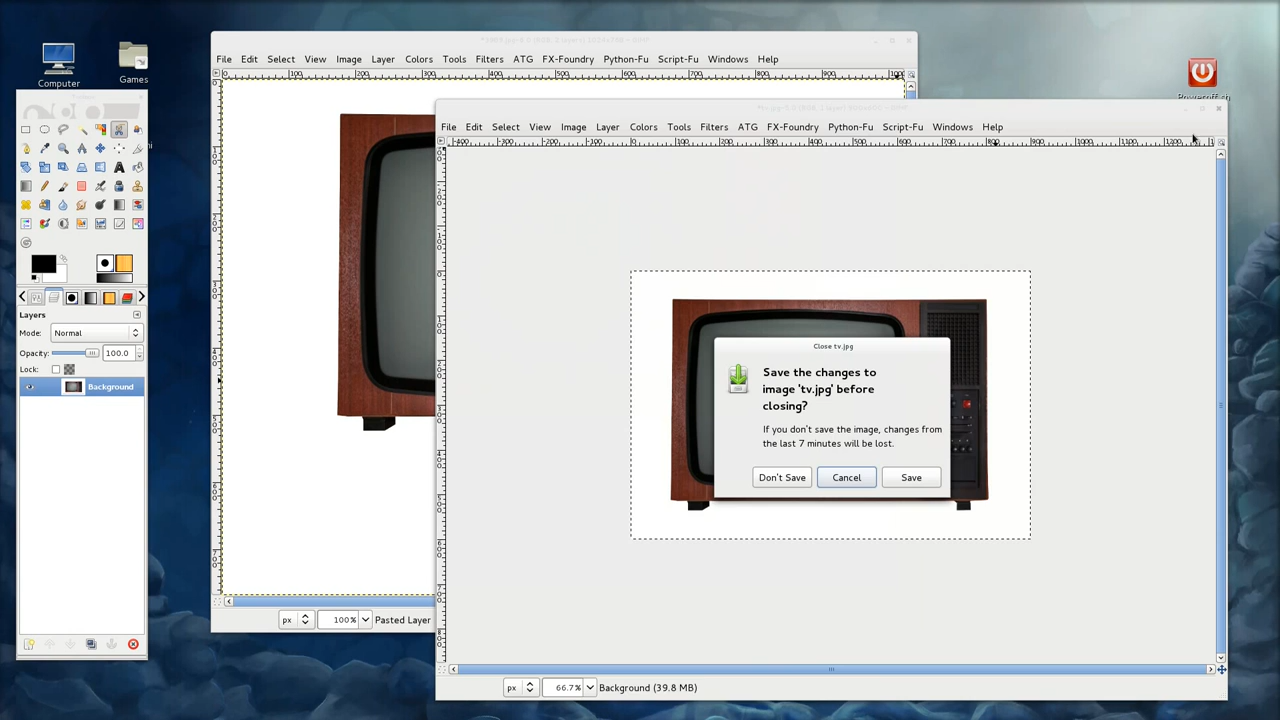 Computer
Games
File Edit Select View Image Layer Colors Tools Filters ATG FX-Foundry Python-Fu Script-Fu Windows Help
File Edit Select View Image Layer Colors Tools Filters ATG FX-Foundry Python-Fu Script-Fu Windows Help
Close tv.jpg
Save the changes to
image 'tv.jpg' before
closing?
If you don't save the image, changes from
the last 7 minutes will be lost.
Don't Save Cancel Save
Layers
Mode: Normal
Opacity: 100.0
Lock:
Background
px 100% Pasted Layer
px 66.7% Background (39.8 MB)